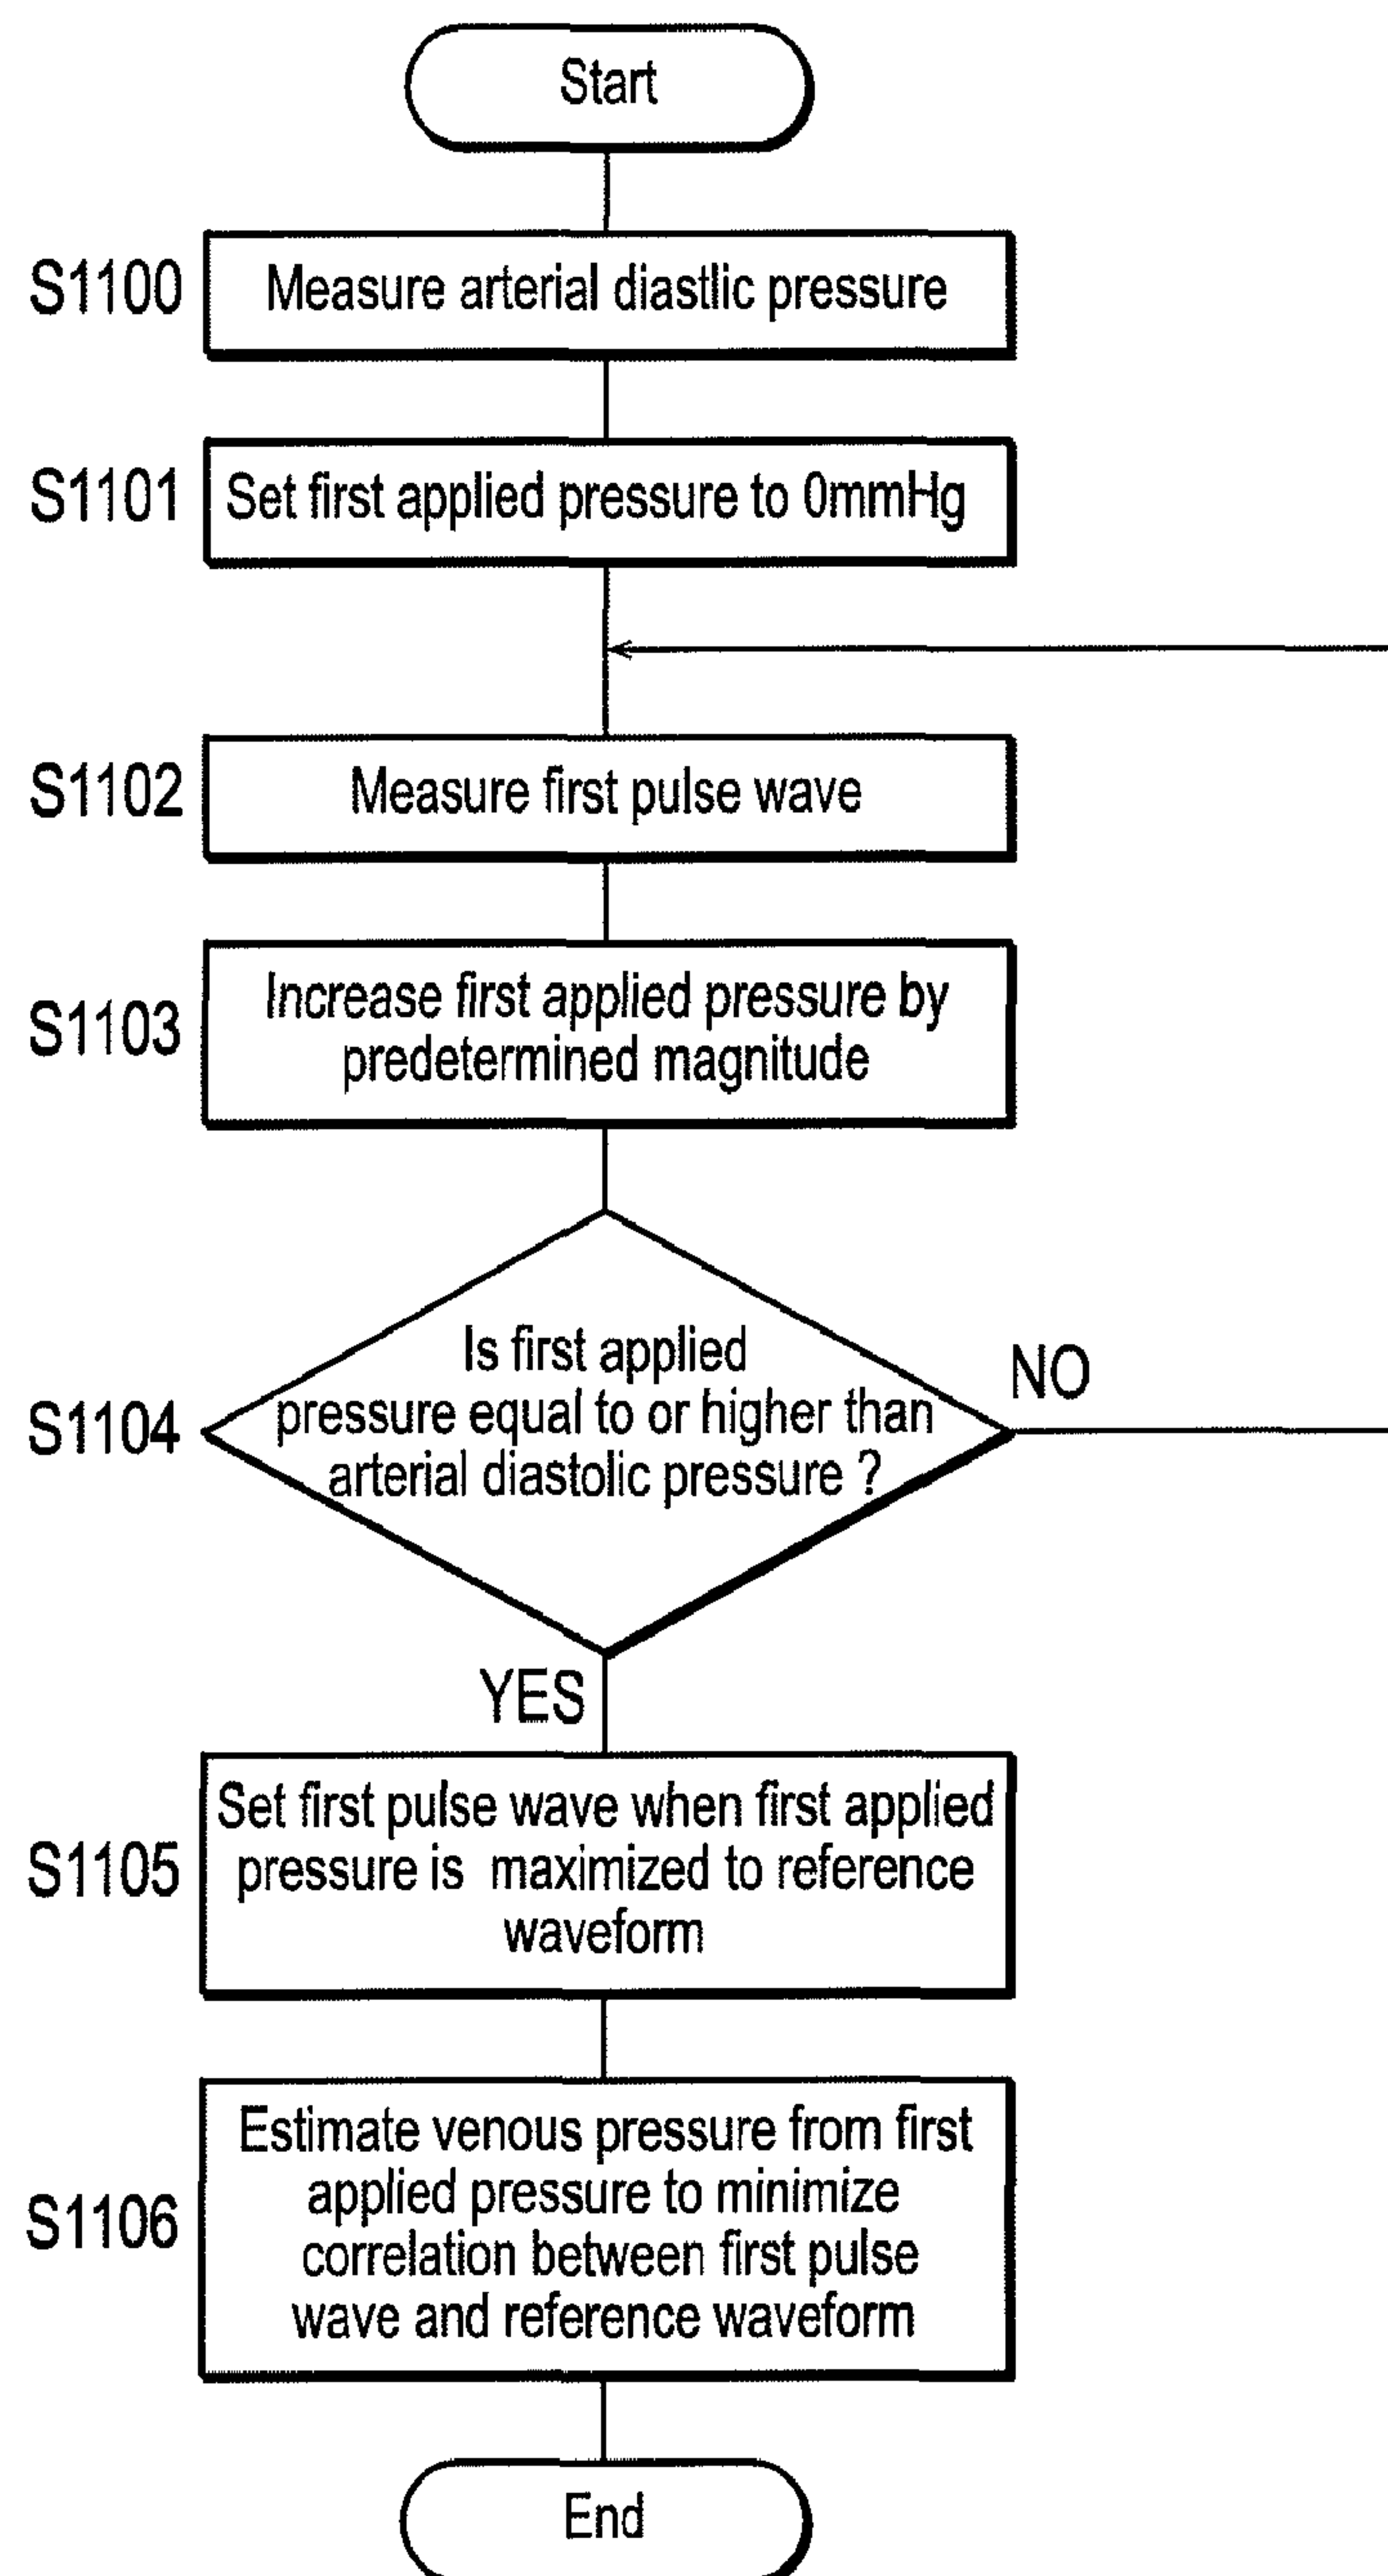 Start
S1100
Measure arterial diastlic pressure
S1101
Set first applied pressure to 0mmHg
S1102
Measure first pulse wave
S1103
Increase first applied pressure by
predetermined magnitude
S1104
Is first applied
pressure equal to or higher than
arterial diastolic pressure ?
NO
YES
S1105
Set first pulse wave when first applied
pressure is maximized to reference
waveform
S1106
Estimate venous pressure from first
applied pressure to minimize
correlation between first pulse
wave and reference waveform
End